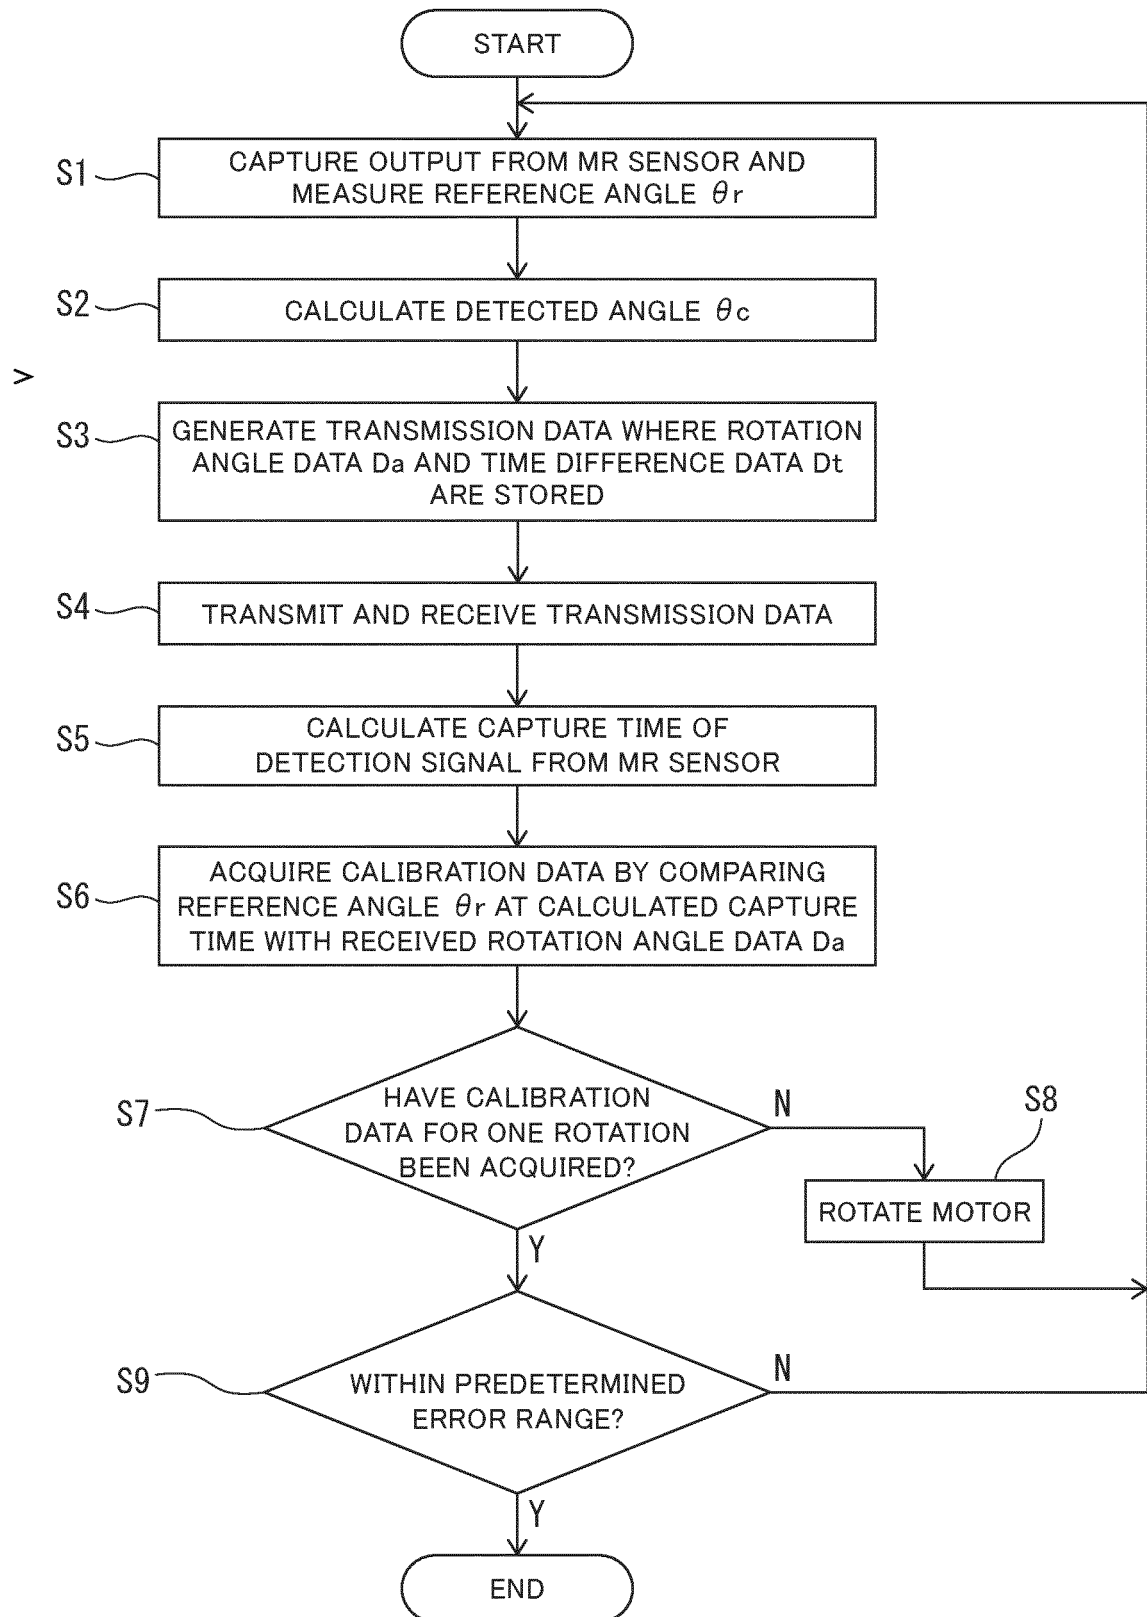 START
S1
CAPTURE OUTPUT FROM MR SENSOR AND
MEASURE REFERENCE ANGLE θr
S2
CALCULATE DETECTED ANGLE θc
>
S3
GENERATE TRANSMISSION DATA WHERE ROTATION
ANGLE DATA Da AND TIME DIFFERENCE DATA Dt
ARE STORED
S4
TRANSMIT AND RECEIVE TRANSMISSION DATA
S5
CALCULATE CAPTURE TIME OF
DETECTION SIGNAL FROM MR SENSOR
S6
ACQUIRE CALIBRATION DATA BY COMPARING
REFERENCE ANGLE θr AT CALCULATED CAPTURE
TIME WITH RECEIVED ROTATION ANGLE DATA Da
S7
HAVE CALIBRATION
DATA FOR ONE ROTATION
BEEN ACQUIRED?
N
S8
ROTATE MOTOR
Y
S9
WITHIN PREDETERMINED
ERROR RANGE?
N
Y
END